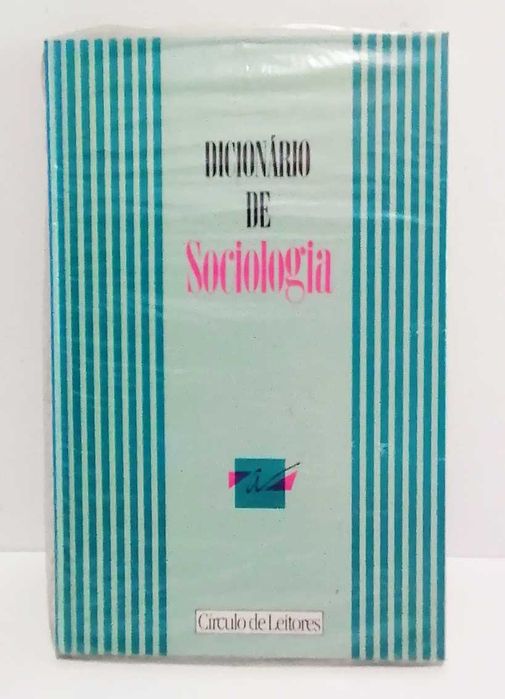 DICIONÁRIO
DE
Sociologia
a
Círculo de Leitores